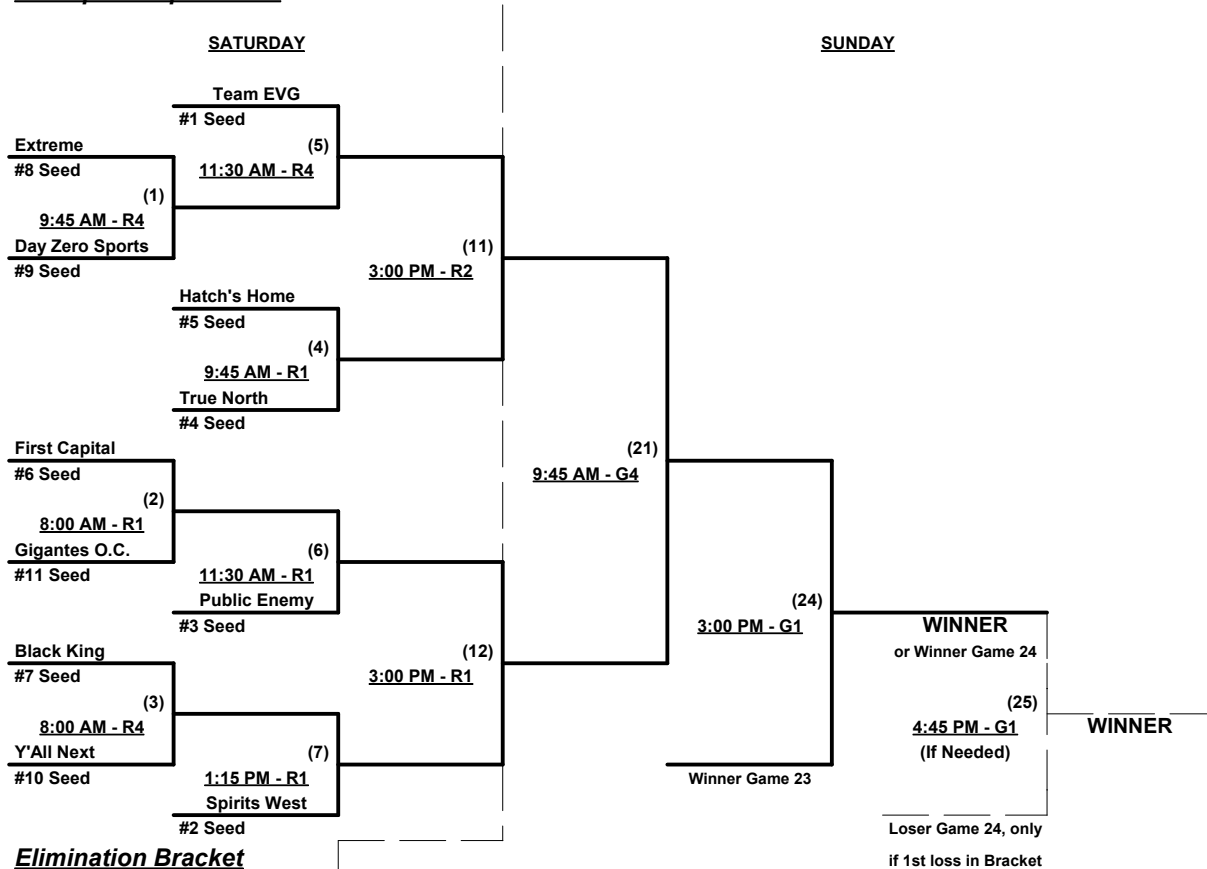 SATURDAY
SUNDAY
Team EVG
#1 Seed
Extreme
(5)
#8 Seed
11:30 AM - R4
(1)
9:45 AM - R4
Day Zero Sports
(11)
#9 Seed
3:00 PM - R2
Hatch's Home
#5 Seed
(4)
9:45 AM - R1
True North
#4 Seed
First Capital
(21)
#6 Seed
9:45 AM - G4
(2)
8:00 AM - R1
Gigantes O.C.
(6)
#11 Seed
11:30 AM - R1
Public Enemy
(24)
#3 Seed
3:00 PM - G1
WINNER
or Winner Game 24
Black King
(12)
#7 Seed
3:00 PM - R1
(3)
(25)
8:00 AM - R4
4:45 PM - G1
WINNER
Y'All Next
(7)
(If Needed)
#10 Seed
1:15 PM - R1
Winner Game 23
Spirits West
#2 Seed
Loser Game 24, only
if 1st loss in Bracket
Elimination Bracket